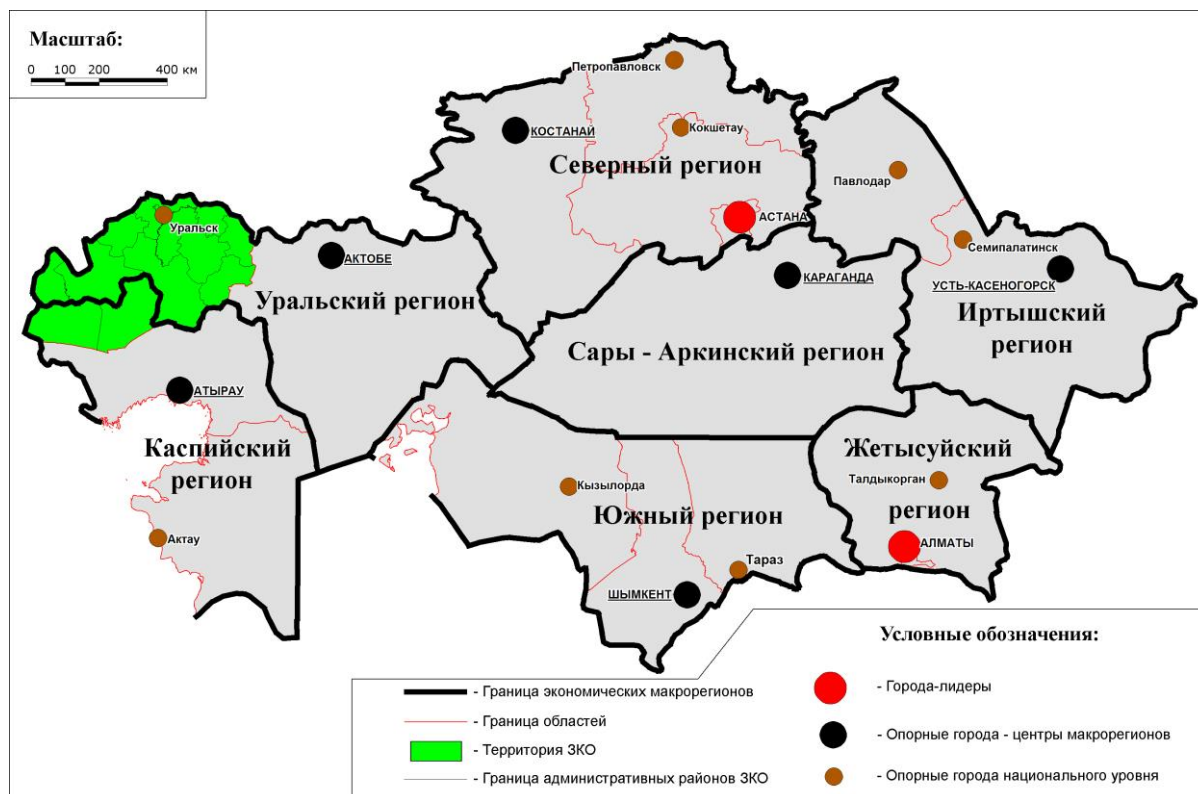 Масштаб:
0 100 200 400 км
Петропавловск
КОСТАНАЙ
Кокшетау
Северный регион
Павлодар
АСТАНА
Уральск
Семипалатинск
АКТОБЕ
КАРАГАНДА
УСТЬ-КАСЕНОГОРСК
Уральский регион
Иртышский
регион
Сары - Аркинский регион
АТЫРАУ
Каспийский
регион
Жетысуйский
Талдыкорган
регион
Кызылорда
Южный регион
Актау
АЛМАТЫ
Тараз
ШЫМКЕНТ
Условные обозначения:
- Граница экономических макрорегионов
- Граница областей
- Территория ЗКО
- Граница административных районов ЗКО
- Города-лидеры
- Опорные города - центры макрорегионов
- Опорные города национального уровня